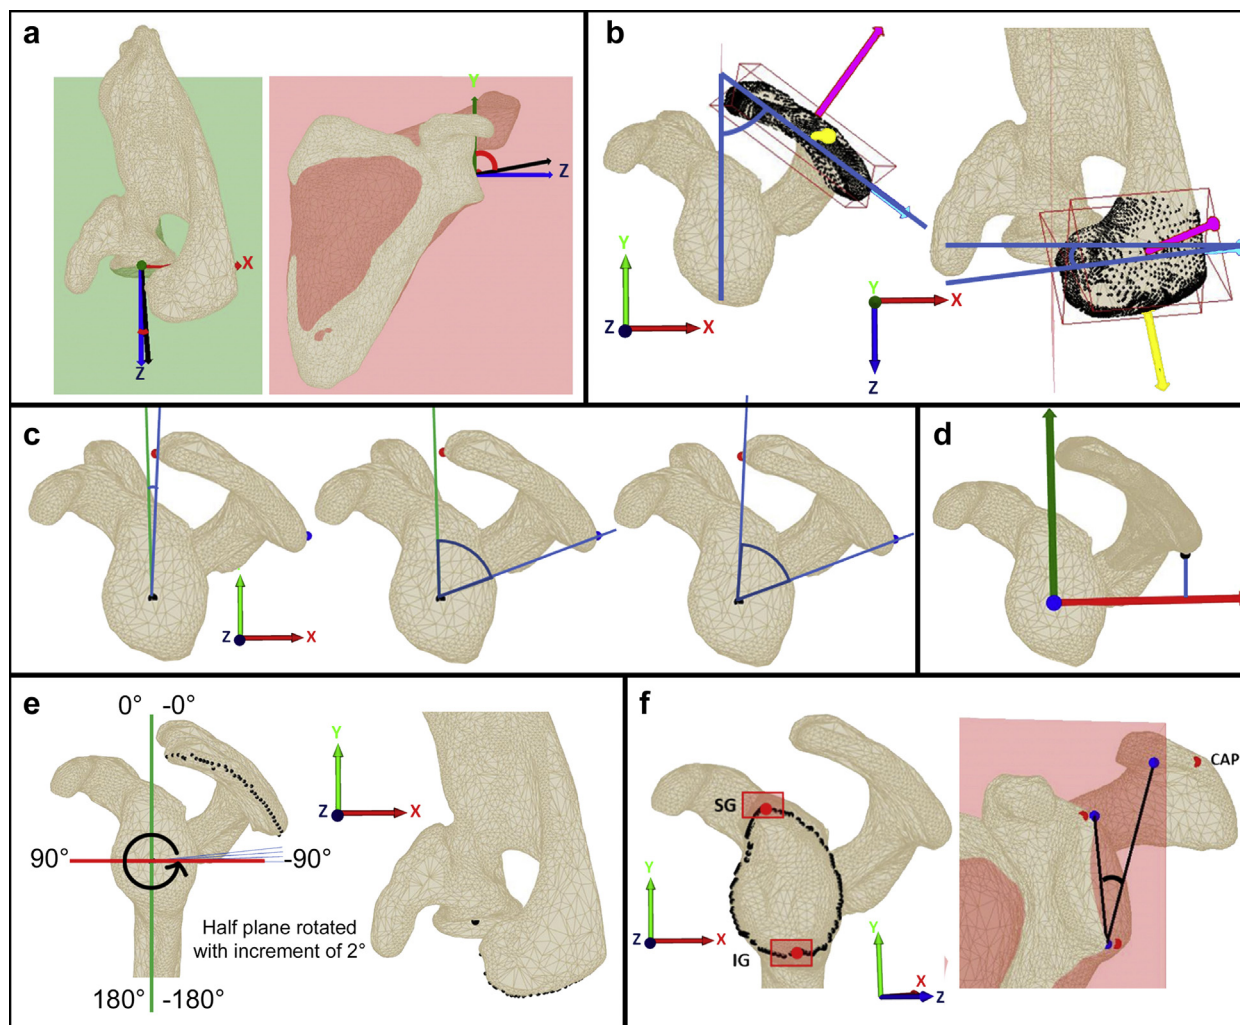 a
Y
Z
X
Z
b
Y
Z
X
Y
X
Z
c
Y
Z
X
d
e
0° -0°
90°
-90°
Half plane rotated
with increment of 2°
180° -180°
Y
Z
X
f
SG
IG
Y
Z
X
Y
X
Z
CAP